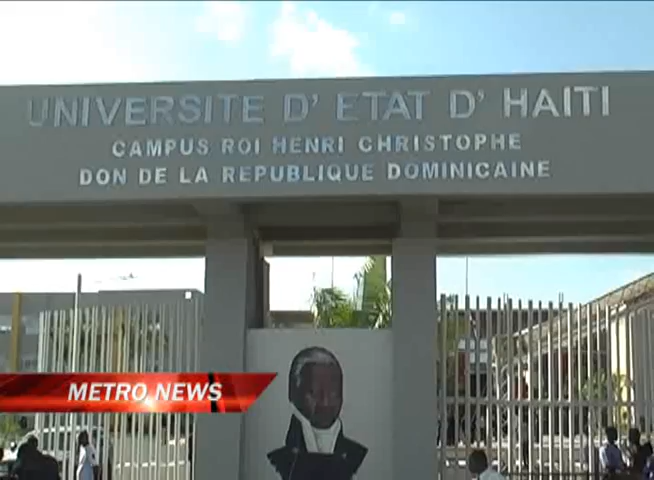 UNIVERSITE D' ETAT D' HAITI
CAMPUS ROI HENRI CHRISTOPHE
DON DE LA REPUBLIQUE DOMINICAINE
METRO NEWS